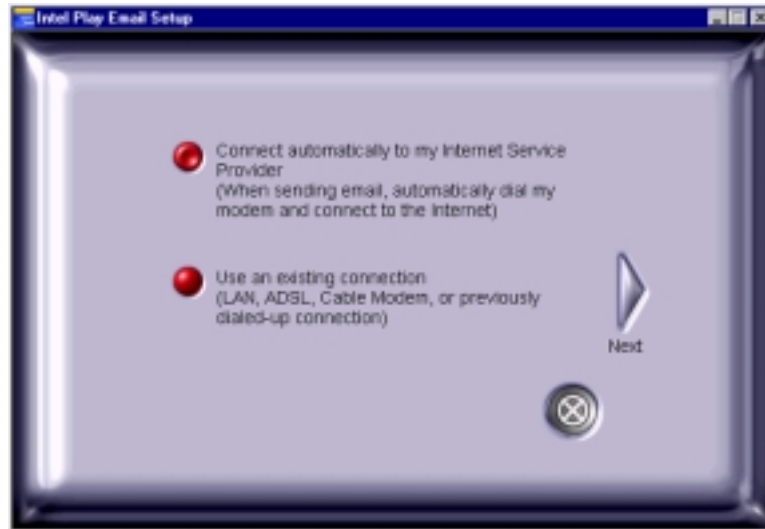 Intel Play Email Setup
Connect automatically to my Internet Service
Provider
(When sending email, automatically dial my
modem and connect to the Internet)
Use an existing connection
(LAN, ADSL, Cable Modem, or previously
dialed-up connection)
Next